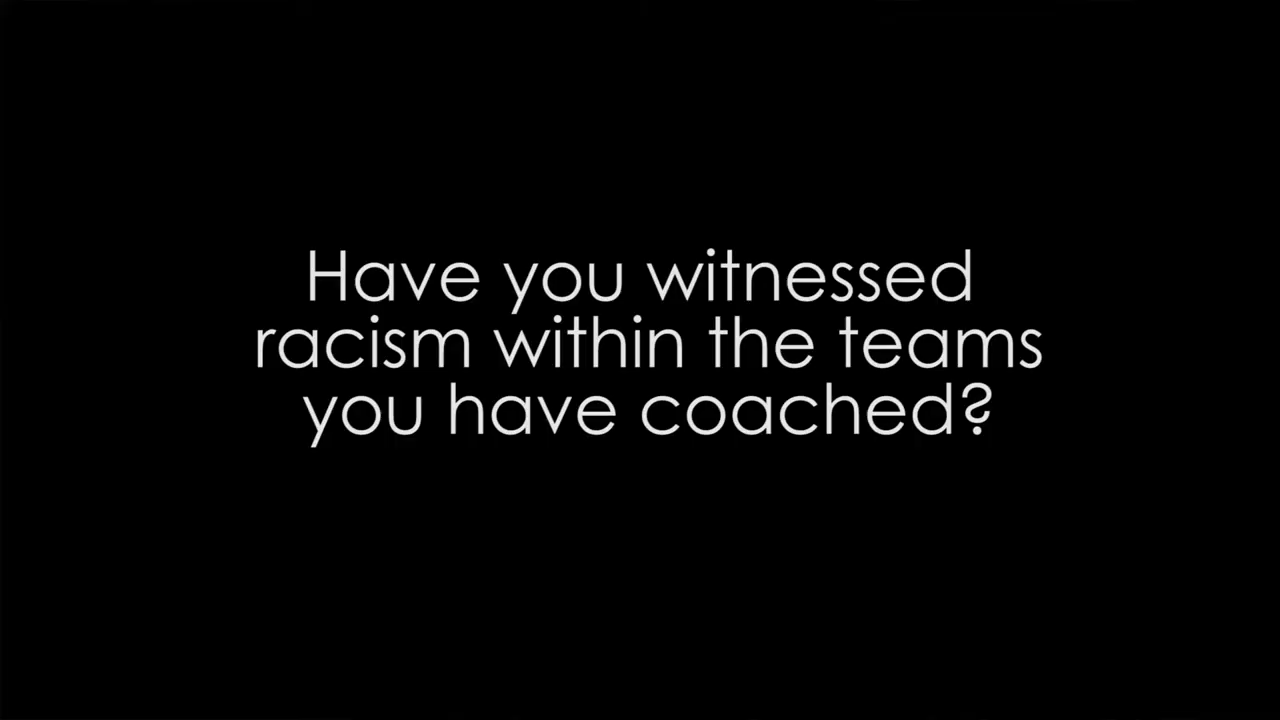 Have you witnessed
racism within the teams
you have coached?